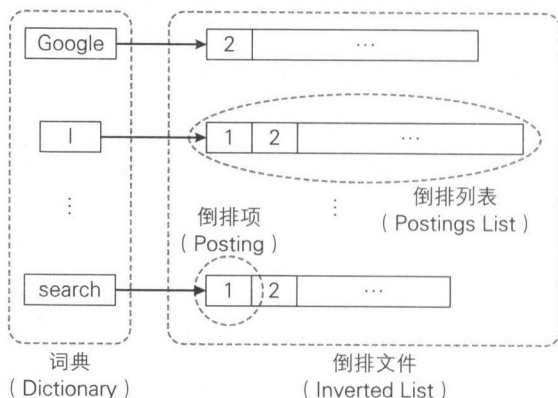 Google
2 ···
I
1 2 ···
倒排列表
( Postings List )
⋮ ⋮
倒排项
( Posting )
search
1 2 ···
词典
( Dictionary )
倒排文件
( Inverted List )